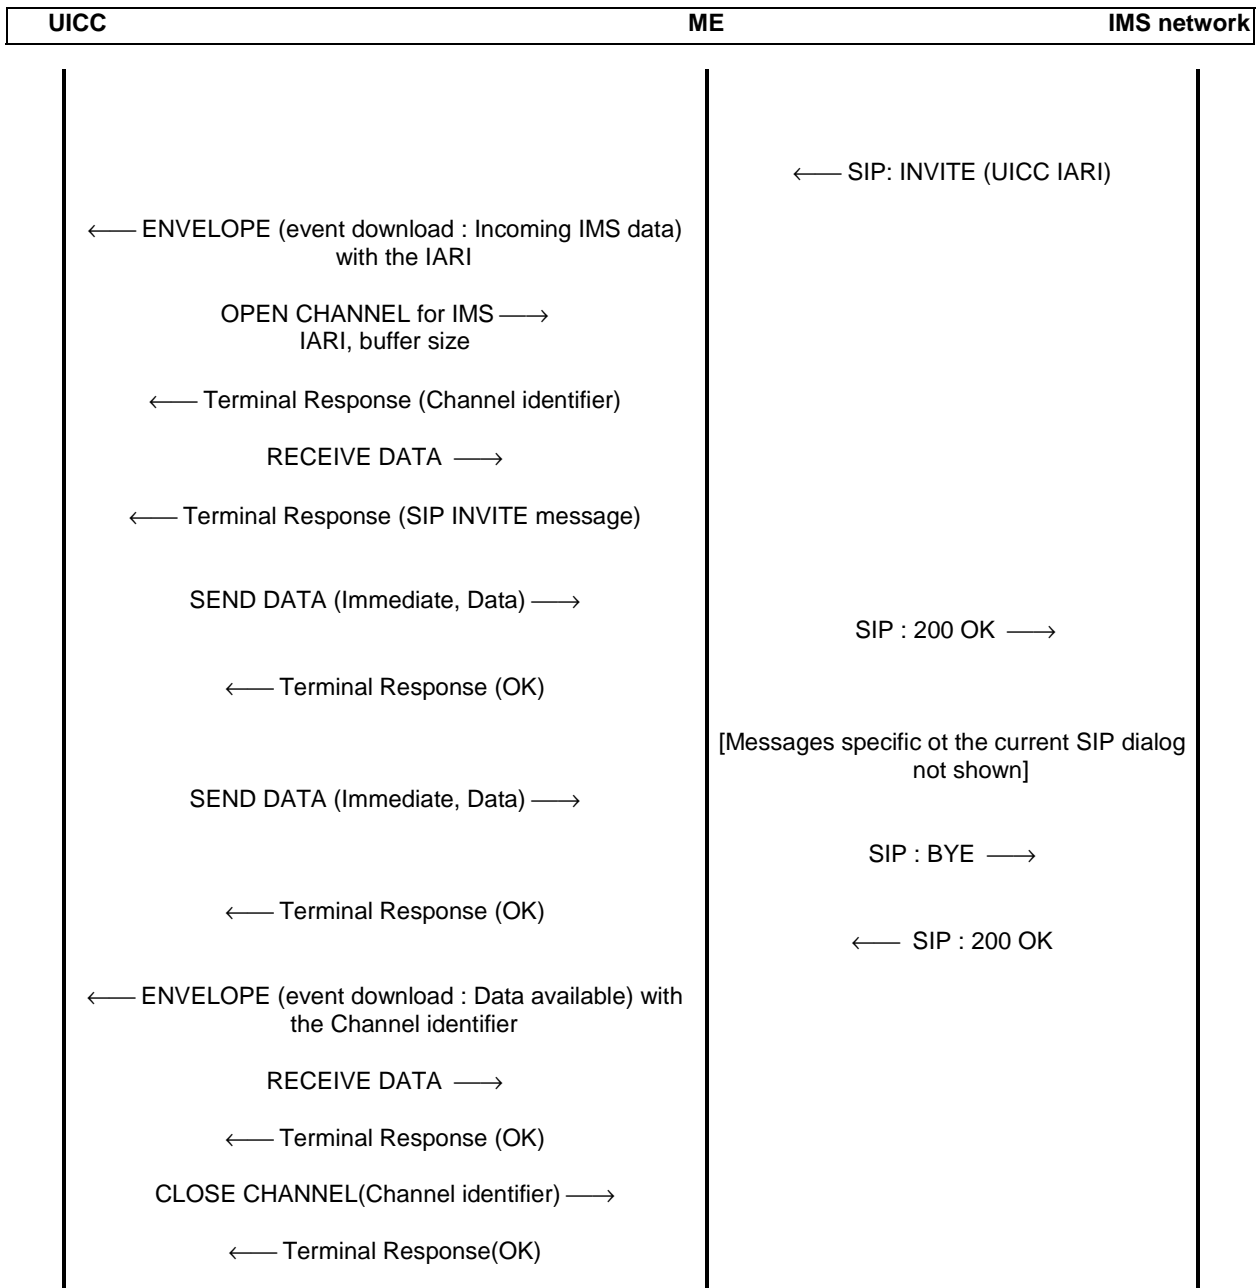 UICC ME IMS network
← SIP: INVITE (UICC IARI)
← ENVELOPE (event download : Incoming IMS data)
with the IARI
OPEN CHANNEL for IMS →
IARI, buffer size
← Terminal Response (Channel identifier)
RECEIVE DATA →
← Terminal Response (SIP INVITE message)
SEND DATA (Immediate, Data) →
SIP : 200 OK →
← Terminal Response (OK)
[Messages specific ot the current SIP dialog
not shown]
SEND DATA (Immediate, Data) →
SIP : BYE →
← Terminal Response (OK)
← SIP : 200 OK
← ENVELOPE (event download : Data available) with
the Channel identifier
RECEIVE DATA →
← Terminal Response (OK)
CLOSE CHANNEL(Channel identifier) →
← Terminal Response(OK)